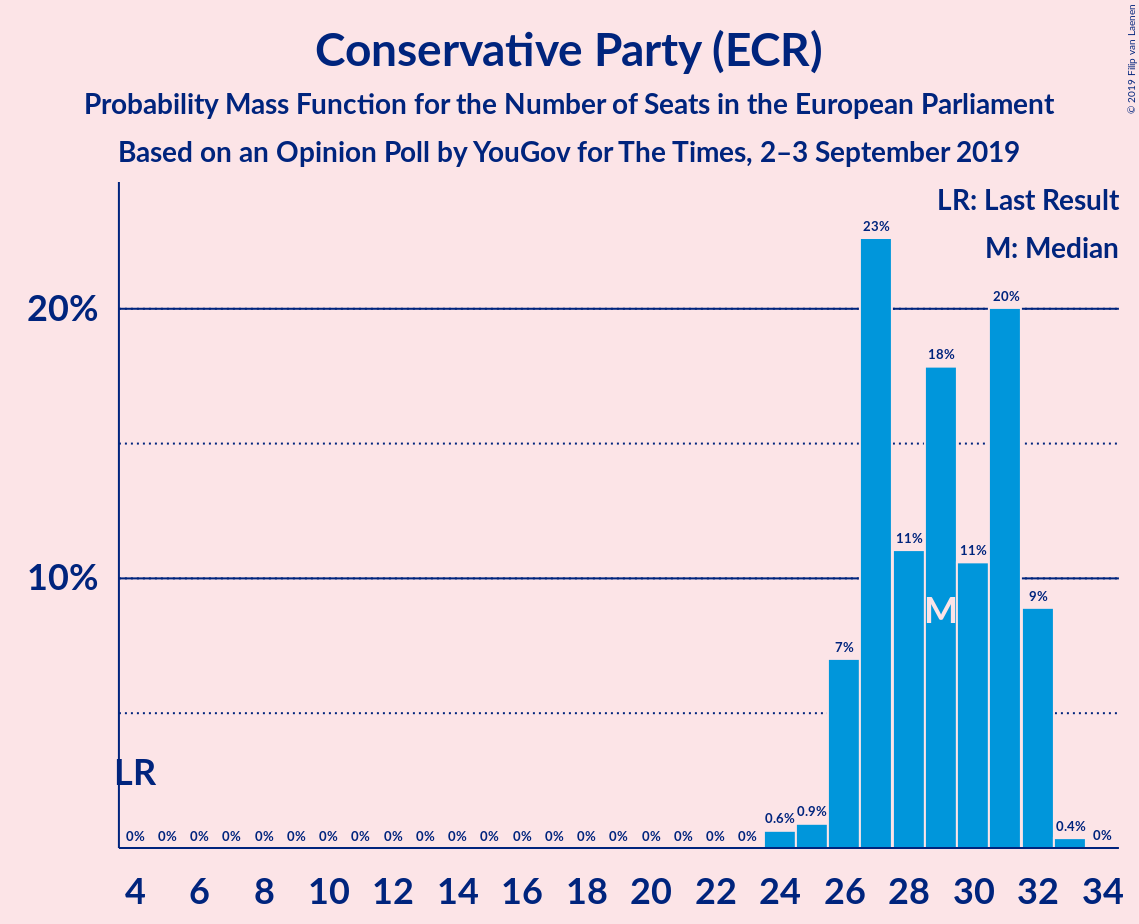 Conservative Party (ECR)
Probability Mass Function for the Number of Seats in the European Parliament
Based on an Opinion Poll by YouGov for The Times, 2–3 September 2019
© 2019 Filip van Laenen
LR: Last Result
M: Median
20%
10%
23%
20%
18%
11%
11%
9%
7%
M
LR
0% 0% 0% 0% 0% 0% 0% 0% 0% 0% 0% 0% 0% 0% 0% 0% 0% 0% 0% 0% 0.6% 0.9% 0.4% 0%
4 6 8 10 12 14 16 18 20 22 24 26 28 30 32 34